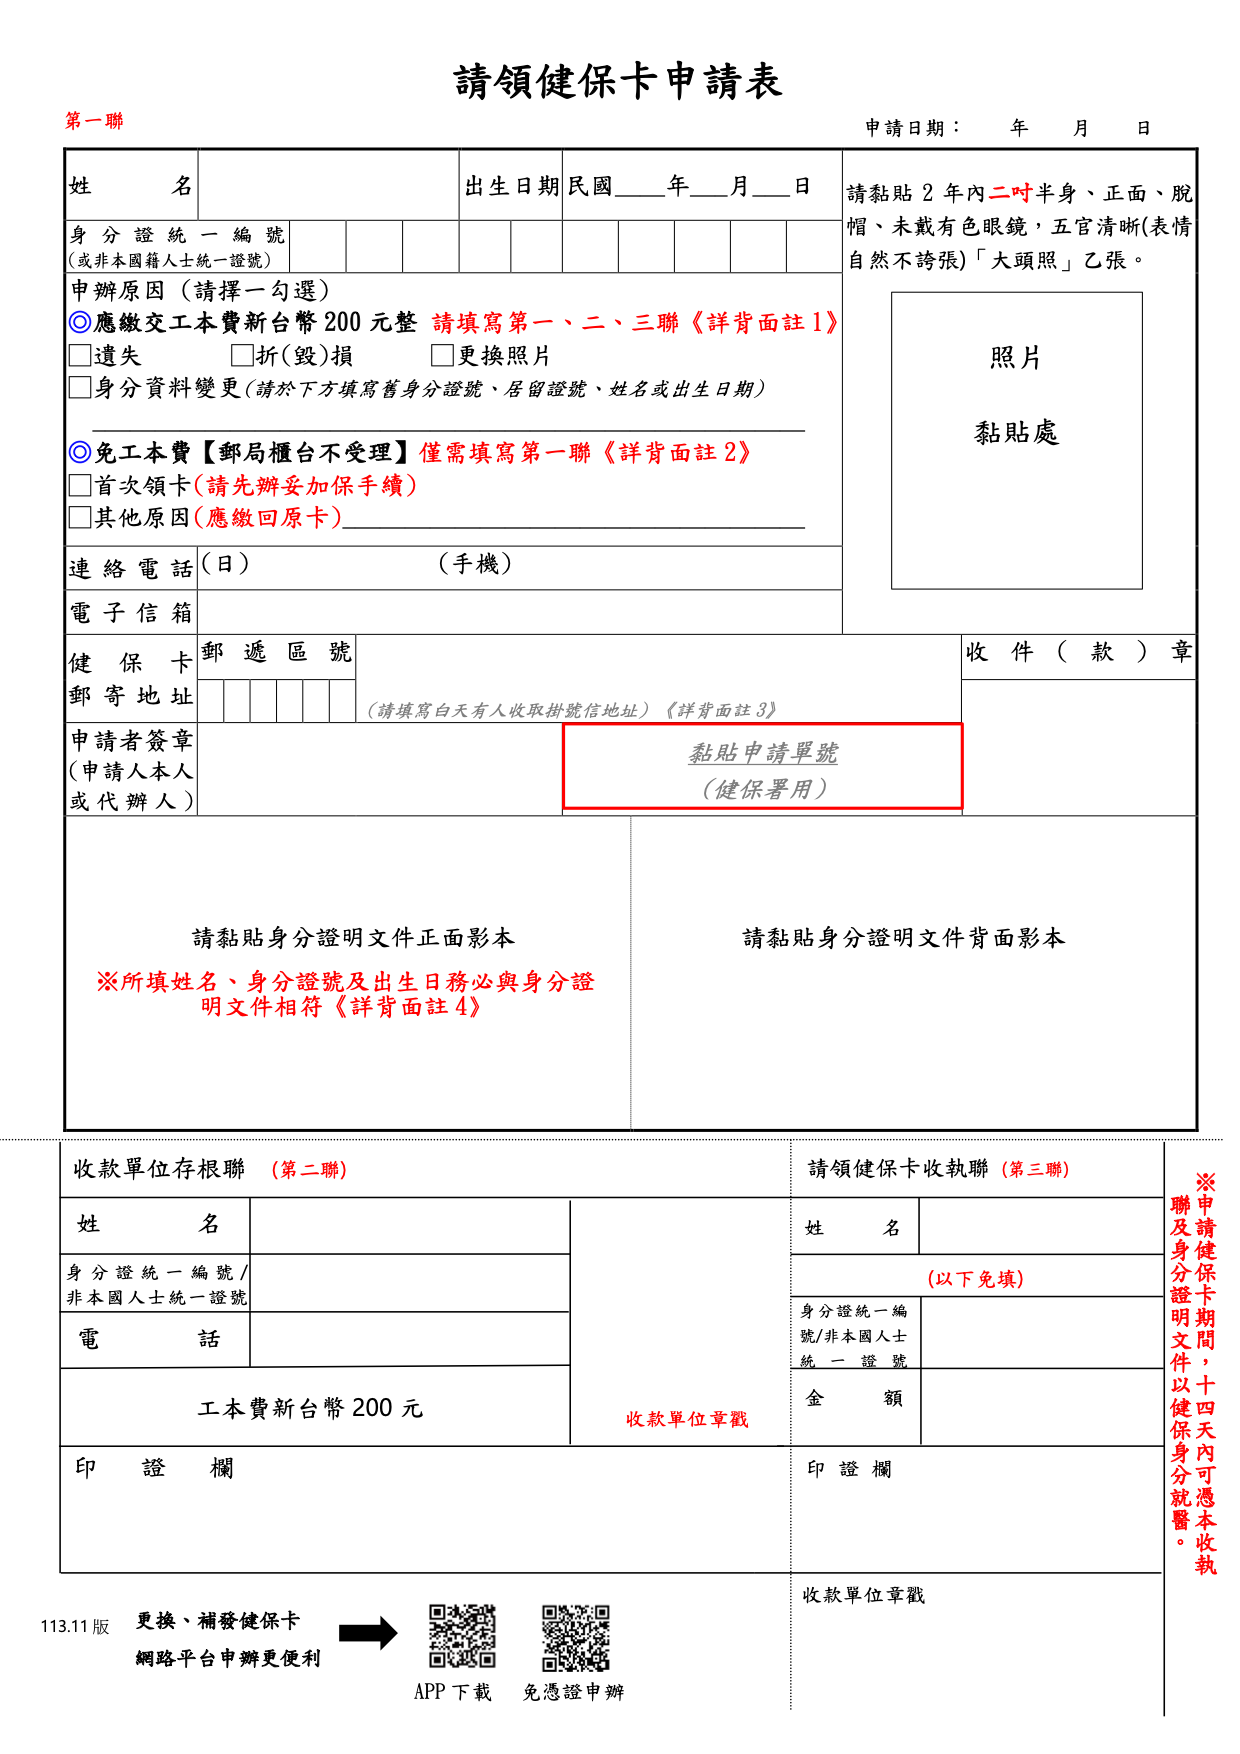 請領健保卡申請表
第一聯
申請日期： 年 月 日
姓 名
出生日期
民國____年___月___日
請黏貼 2 年內二吋半身、正面、脫
帽、未戴有色眼鏡，五官清晰(表情
自然不誇張)「大頭照」乙張。
身分證統一編號
(或非本國籍人士統一證號)
申辦原因（請擇一勾選）
◎應繳交工本費新台幣 200 元整 請填寫第一、二、三聯《詳背面註 1》
□遺失 □折(毀)損 □更換照片
□身分資料變更(請於下方填寫舊身分證號、居留證號、姓名或出生日期)
◎免工本費【郵局櫃台不受理】僅需填寫第一聯《詳背面註 2》
□首次領卡(請先辦妥加保手續)
□其他原因(應繳回原卡)
照片
黏貼處
連絡電話
(日) (手機)
電子信箱
健保卡
郵寄地址
郵遞區號
(請填寫白天有人收取掛號信地址)《詳背面註 3》
收件（款）章
申請者簽章
(申請人本人
或代辦人)
黏貼申請單號
（健保署用）
請黏貼身分證明文件正面影本
※所填姓名、身分證號及出生日務必與身分證
明文件相符《詳背面註 4》
請黏貼身分證明文件背面影本
收款單位存根聯 (第二聯)
姓 名
身分證統一編號/
非本國人士統一證號
電 話
工本費新台幣 200 元
收款單位章戳
印 證 欄
請領健保卡收執聯 (第三聯)
姓 名
(以下免填)
身分證統一編
號/非本國人士
統一證號
金 額
印 證 欄
收款單位章戳
※申請健保卡期間，十四天內可憑本收執
聯及身分證明文件以健保身分就醫。
113.11 版
更換、補發健保卡
網路平台申辦更便利
APP 下載
免憑證申辦